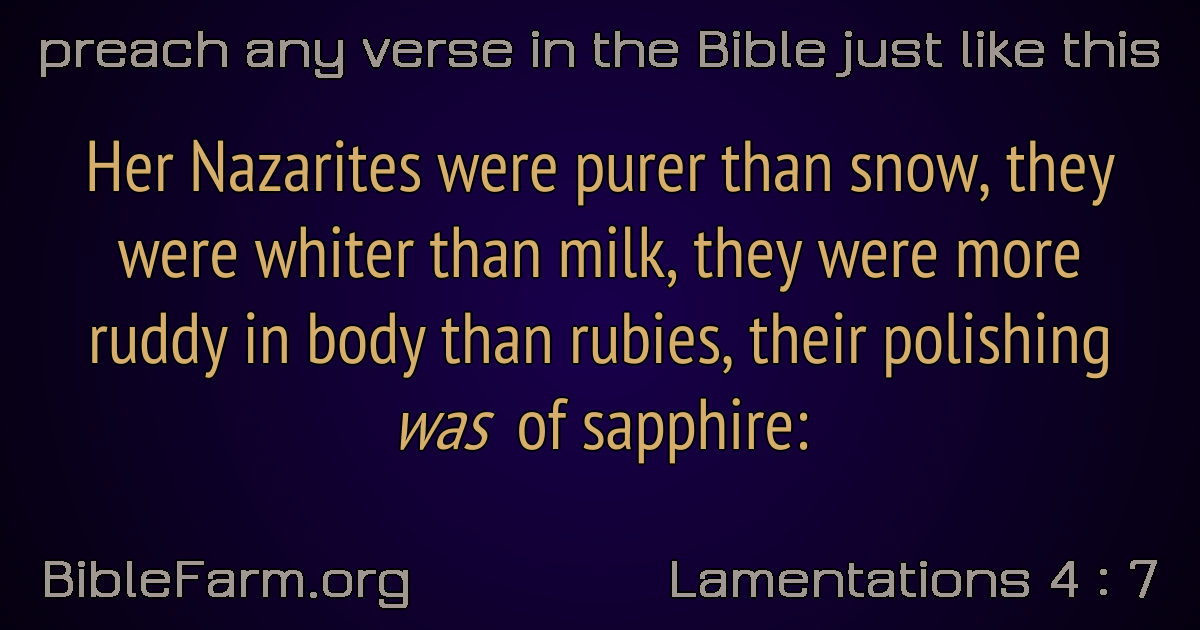 preach any verse in the Bible just like this
Her Nazarites were purer than snow, they
were whiter than milk, they were more
ruddy in body than rubies, their polishing
was of sapphire:
BibleFarm.org
Lamentations 4 : 7